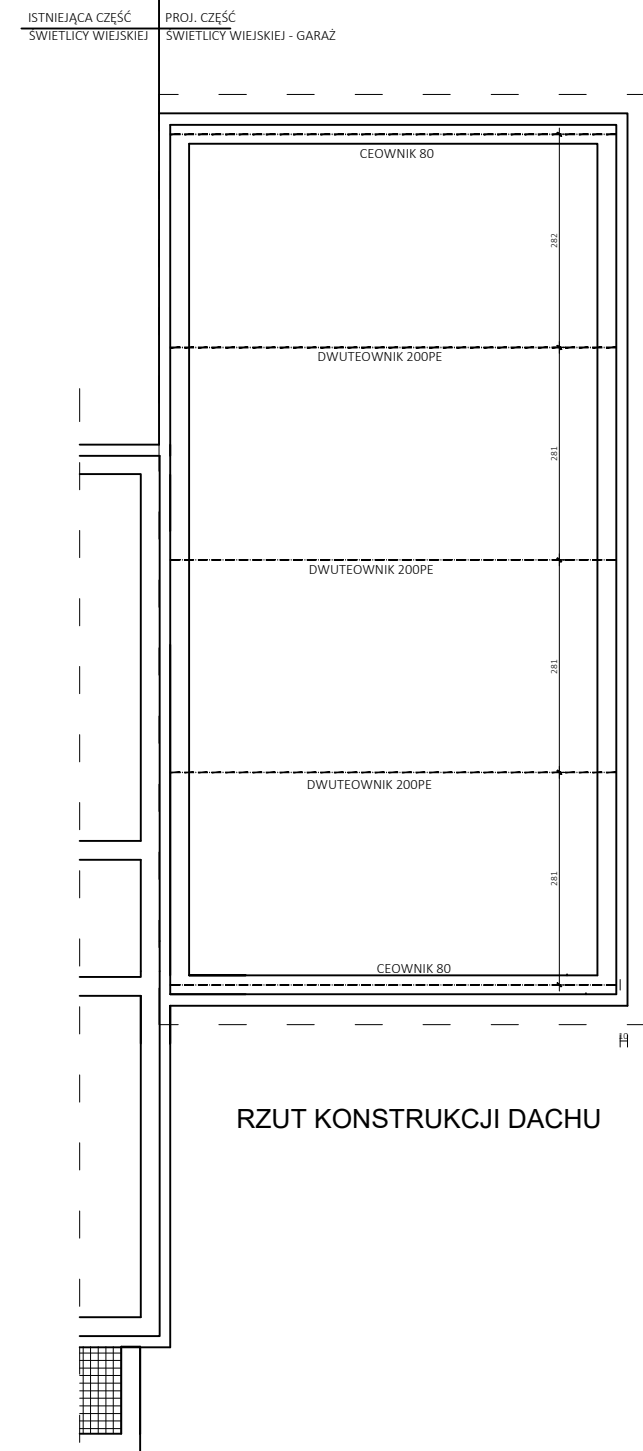 ISTNIEJĄCA CZĘŚĆ
ŚWIETLICY WIEJSKIEJ
PROJ. CZĘŚĆ
ŚWIETLICY WIEJSKIEJ - GARAŻ
CEOWNIK 80
282
DWUTEOWNIK 200PE
281
DWUTEOWNIK 200PE
281
DWUTEOWNIK 200PE
281
CEOWNIK 80
RZUT KONSTRUKCJI DACHU